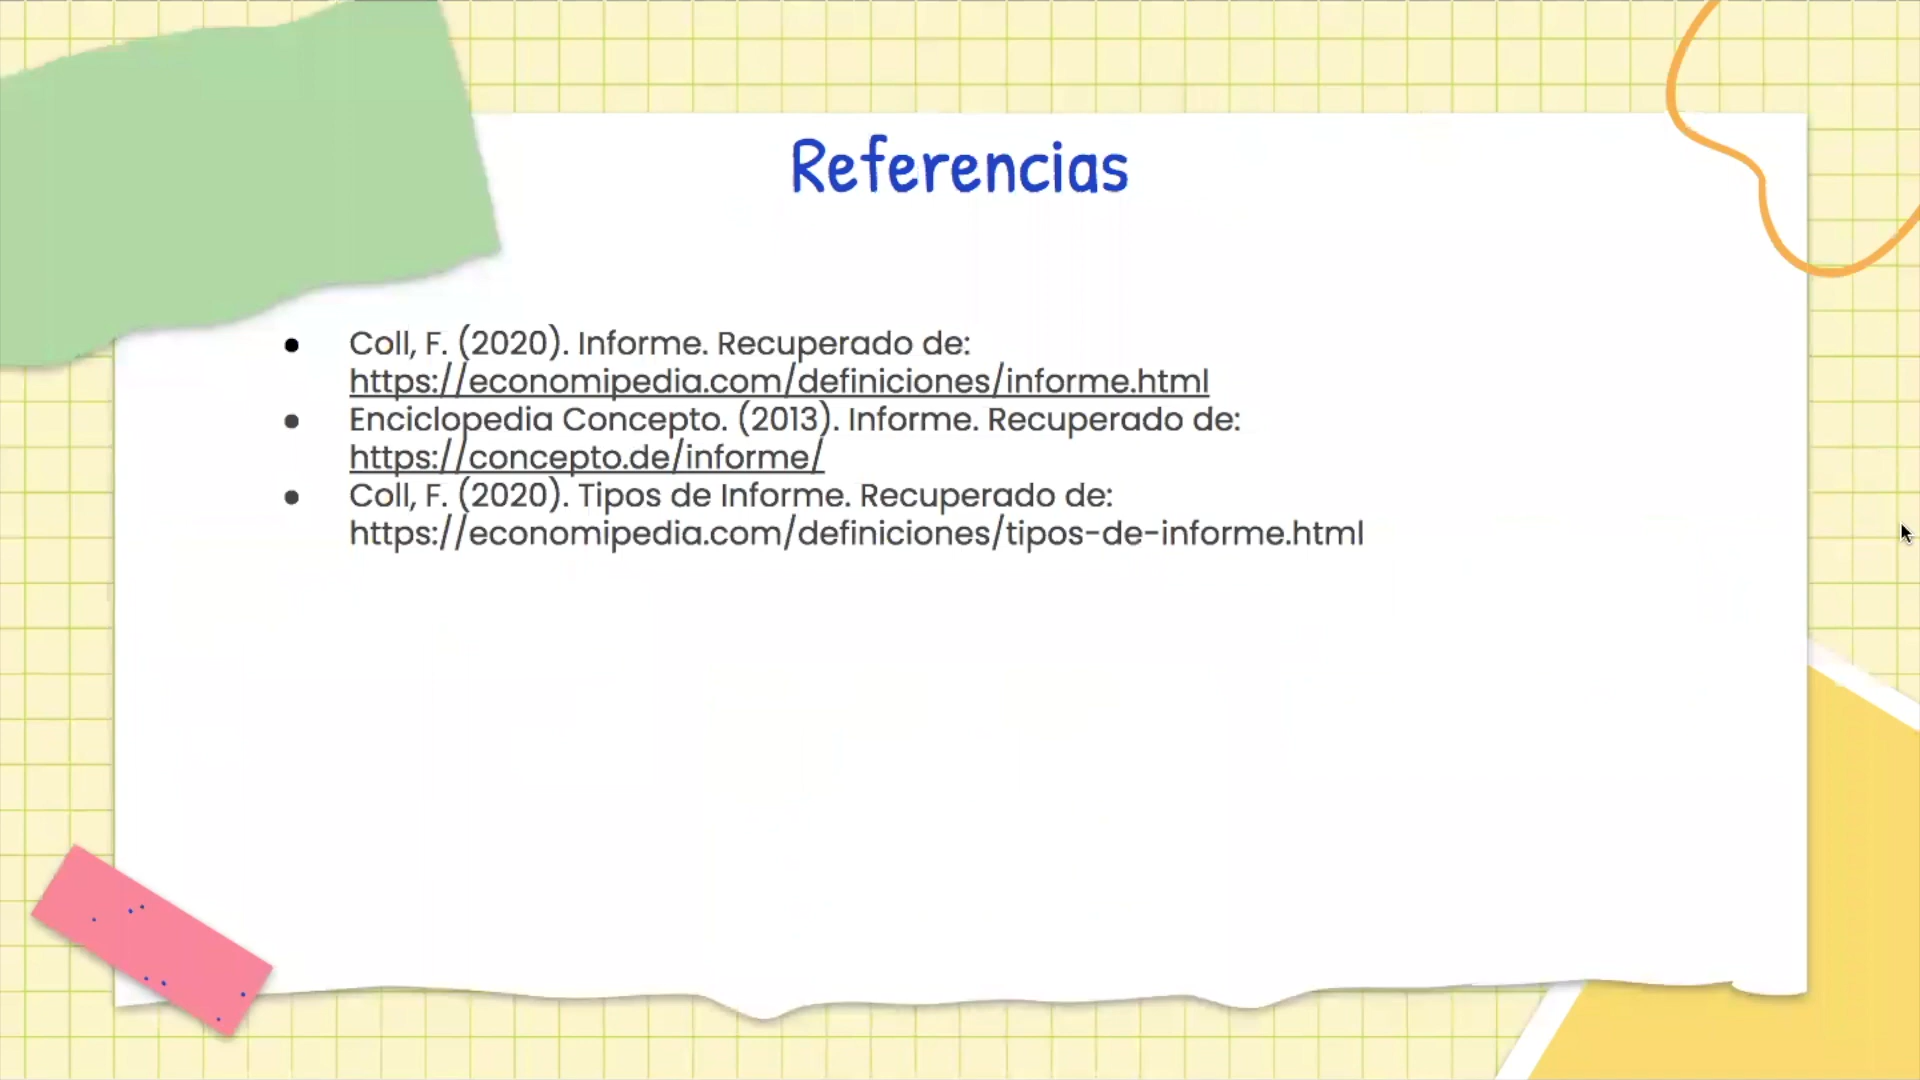 Referencias
● Coll, F. (2020). Informe. Recuperado de:
https://economipedia.com/definiciones/informe.html
● Enciclopedia Concepto. (2013). Informe. Recuperado de:
https://concepto.de/informe/
● Coll, F. (2020). Tipos de Informe. Recuperado de:
https://economipedia.com/definiciones/tipos-de-informe.html